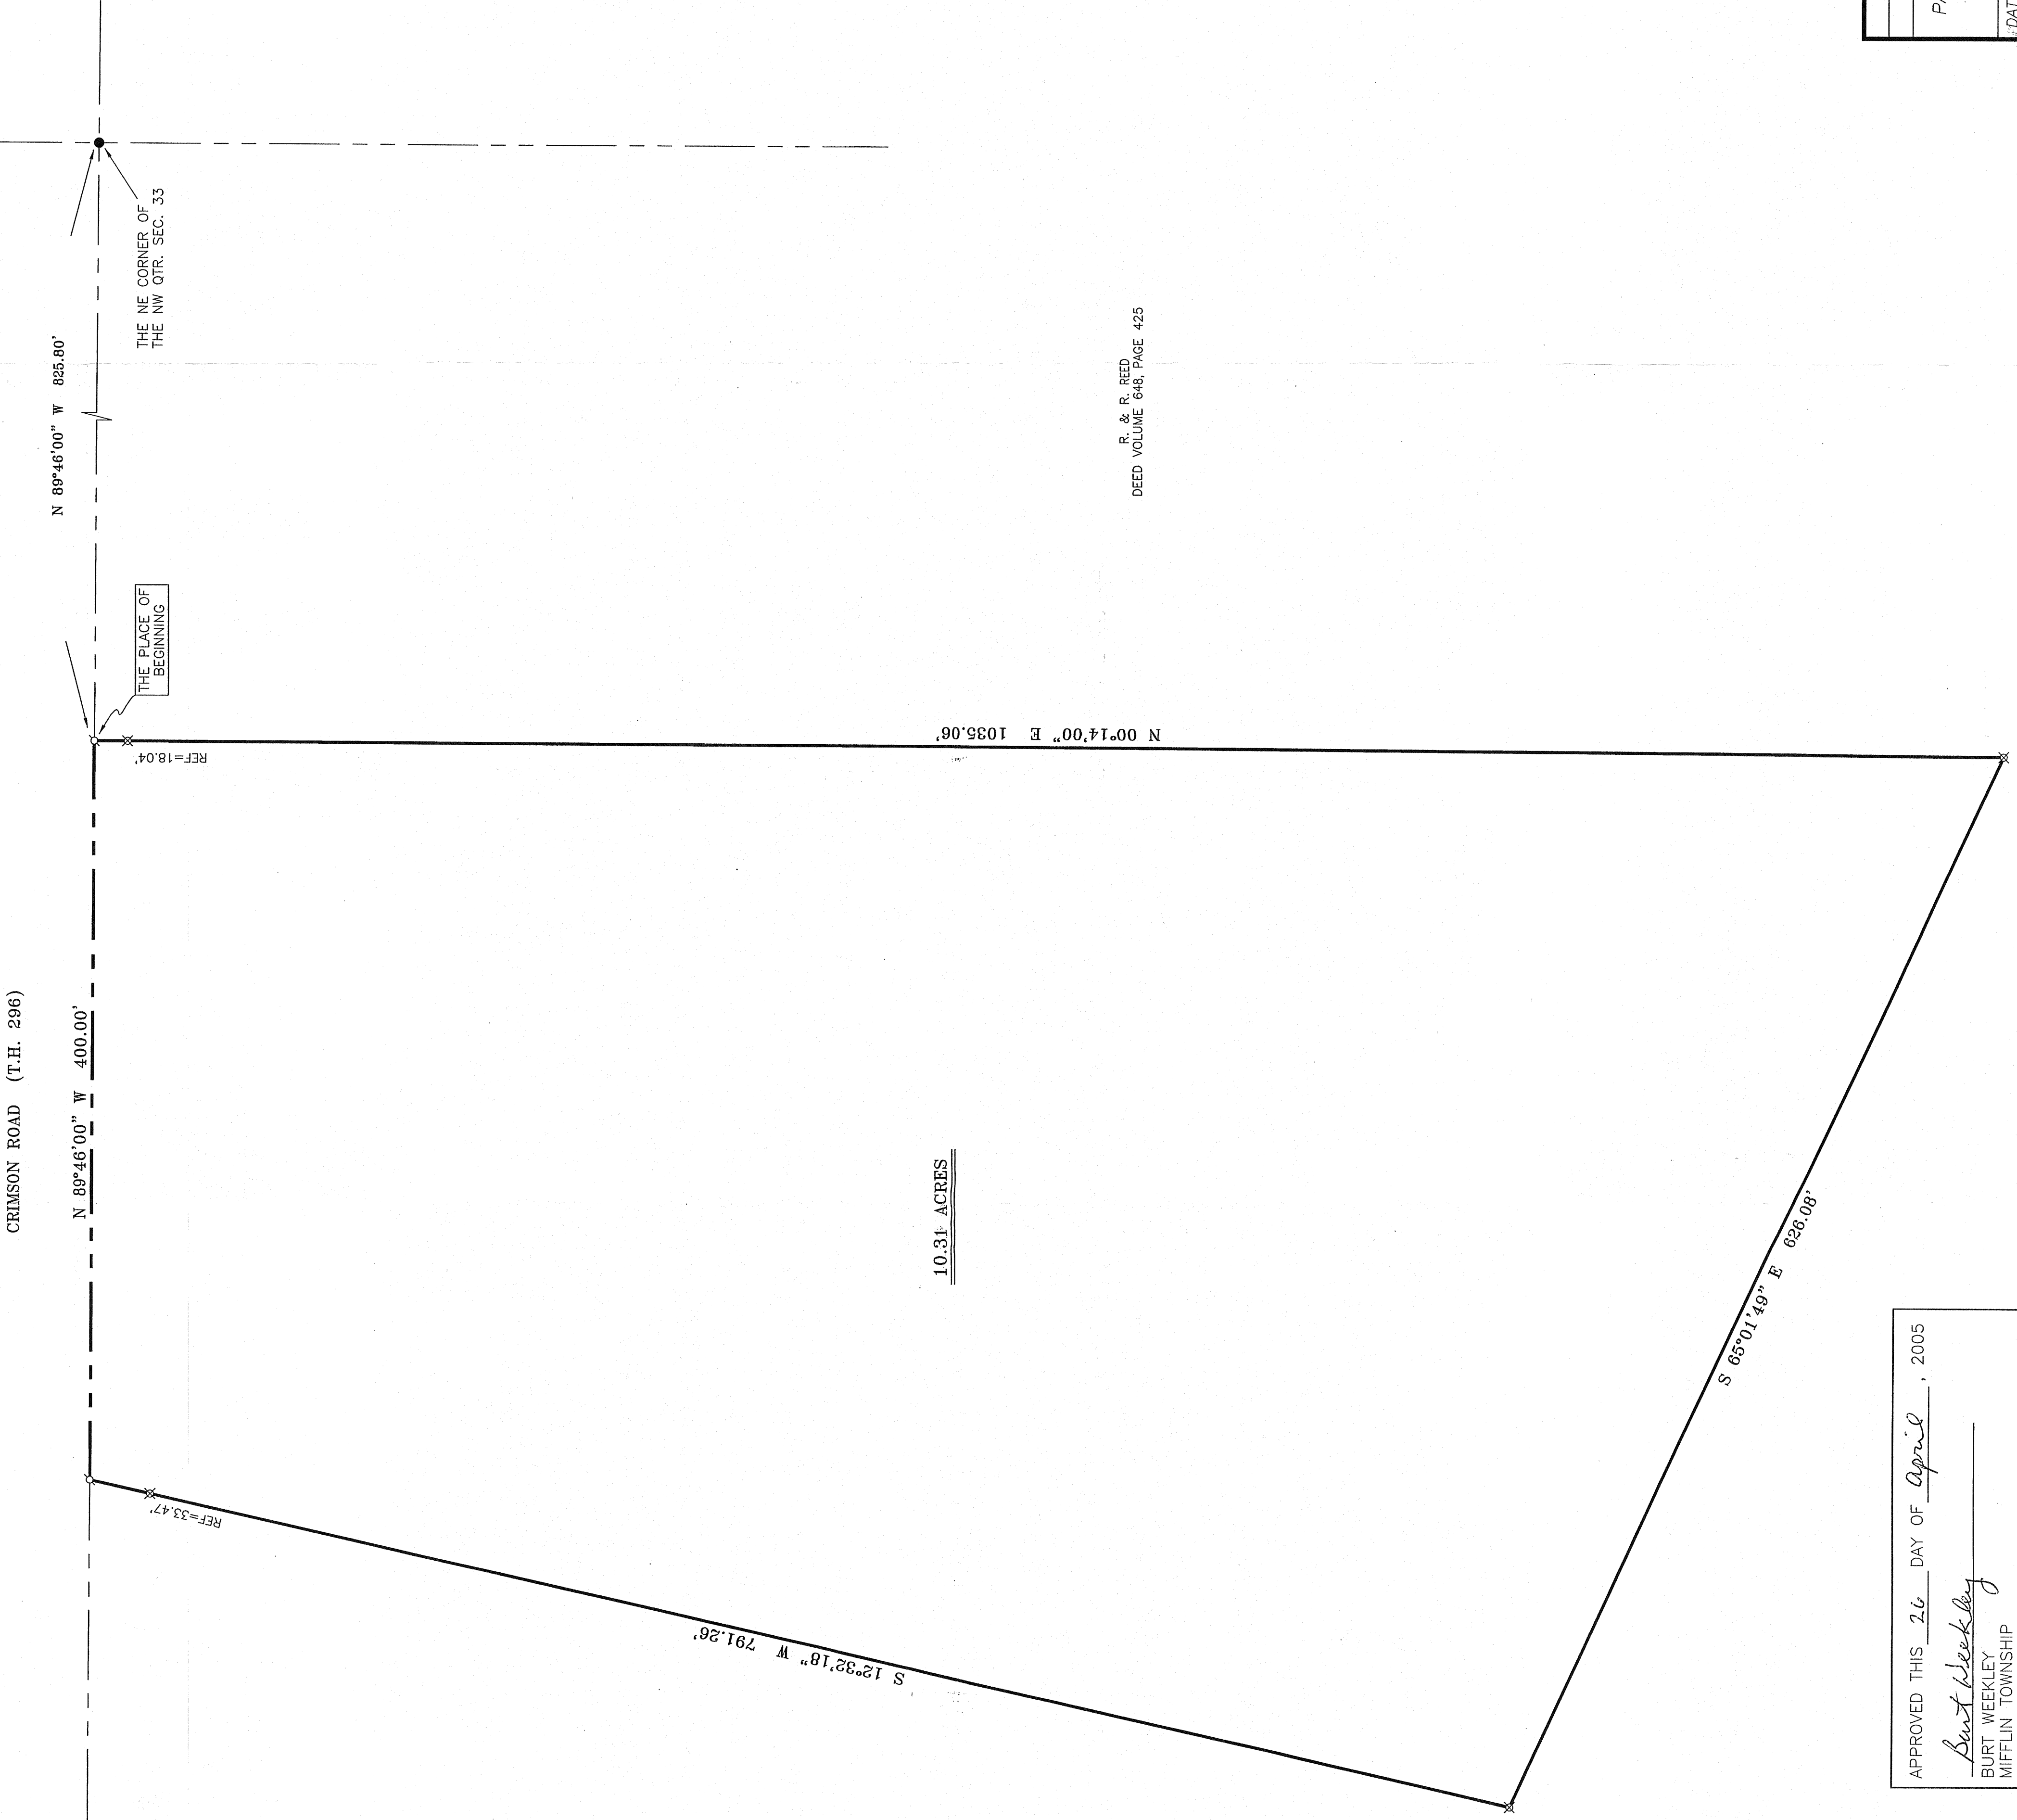 CRIMSON ROAD (T.H. 296)
N 89°46'00" W 400.00'
N 89°46'00" W 825.80'
THE NE CORNER OF
THE NW QTR. SEC. 33
THE PLACE OF
BEGINNING
REF=18.04'
REF=33.47'
N 00°14'00" E 1035.06'
R. & R. REED
DEED VOLUME 648, PAGE 425
10.31 ACRES
S 12°32'18" W 791.26'
S 65°01'49" E 626.08'
APPROVED THIS 26 DAY OF April, 2005
Burt Weekley
BURT WEEKLEY
MIFFLIN TOWNSHIP